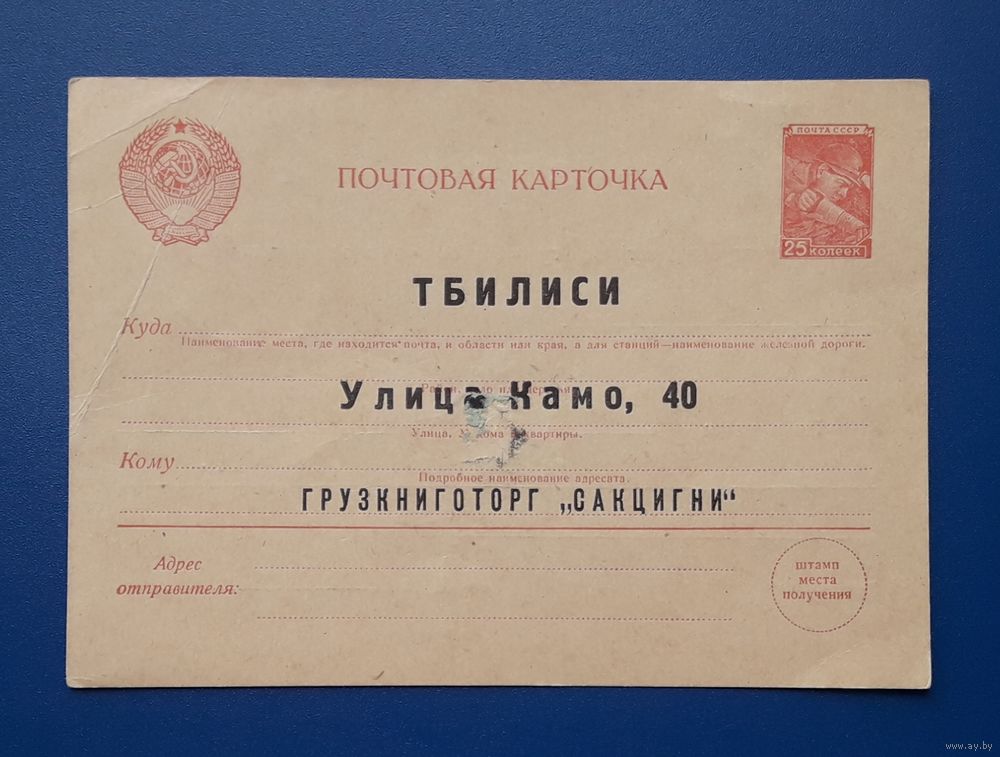 ПОЧТА СССР
ПОЧТОВАЯ КАРТОЧКА
25 копеек
ТБИЛИСИ
Куда
Наименование места, где находится почта, и области или края, а для станций—наименование железной дороги.
Улица Камо, 40
Улица, квартиры.
Кому
Подробное наименование адресата.
ГРУЗКНИГОТОРГ „САКЦИГНИ“
Адрес
отправителя:
штамп
места
получения
www.ay.by